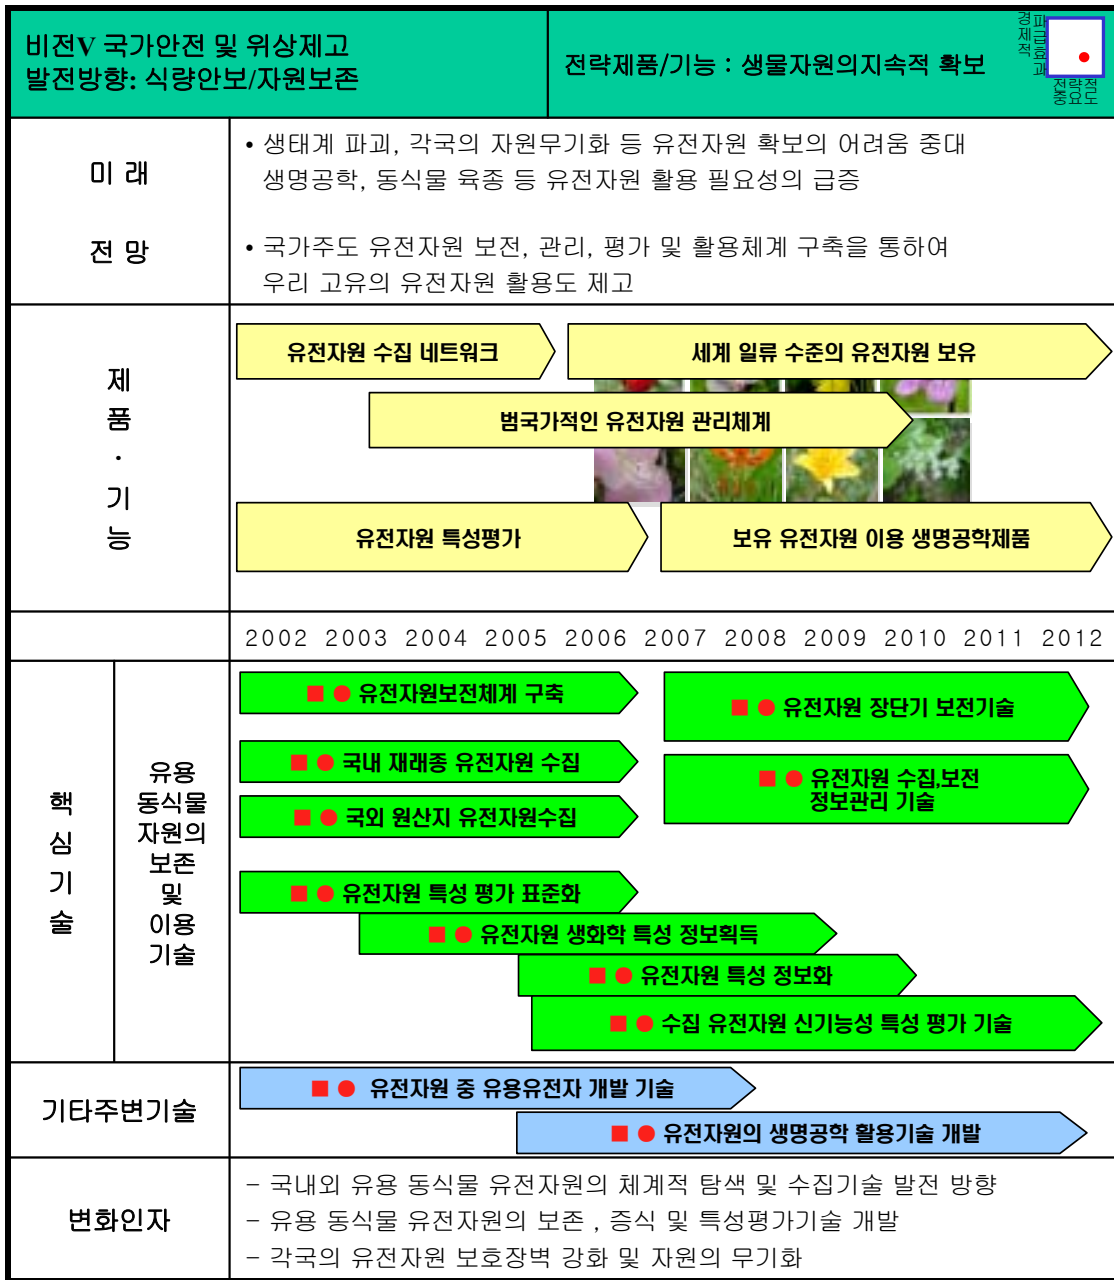 비전V 국가안전 및 위상제고
발전방향: 식량안보/자원보존
전략제품/기능 : 생물자원의지속적 확보
경제적
파급효과
전략적
중요도
미 래
전 망
• 생태계 파괴, 각국의 자원무기화 등 유전자원 확보의 어려움 중대
생명공학, 동식물 육종 등 유전자원 활용 필요성의 급증
• 국가주도 유전자원 보전, 관리, 평가 및 활용체계 구축을 통하여
우리 고유의 유전자원 활용도 제고
제
품
·
기
능
유전자원 수집 네트워크
세계 일류 수준의 유전자원 보유
범국가적인 유전자원 관리체계
유전자원 특성평가
보유 유전자원 이용 생명공학제품
2002 2003 2004 2005 2006 2007 2008 2009 2010 2011 2012
핵
심
기
술
유용
동식물
자원의
보존
및
이용
기술
■ ● 유전자원보전체계 구축
■ ● 유전자원 장단기 보전기술
■ ● 국내 재래종 유전자원 수집
■ ● 유전자원 수집,보전
정보관리 기술
■ ● 국외 원산지 유전자원수집
■ ● 유전자원 특성 평가 표준화
■ ● 유전자원 생화학 특성 정보획득
■ ● 유전자원 특성 정보화
■ ● 수집 유전자원 신기능성 특성 평가 기술
기타주변기술
■ ● 유전자원 중 유용유전자 개발 기술
■ ● 유전자원의 생명공학 활용기술 개발
변화인자
– 국내외 유용 동식물 유전자원의 체계적 탐색 및 수집기술 발전 방향
– 유용 동식물 유전자원의 보존 , 증식 및 특성평가기술 개발
– 각국의 유전자원 보호장벽 강화 및 자원의 무기화